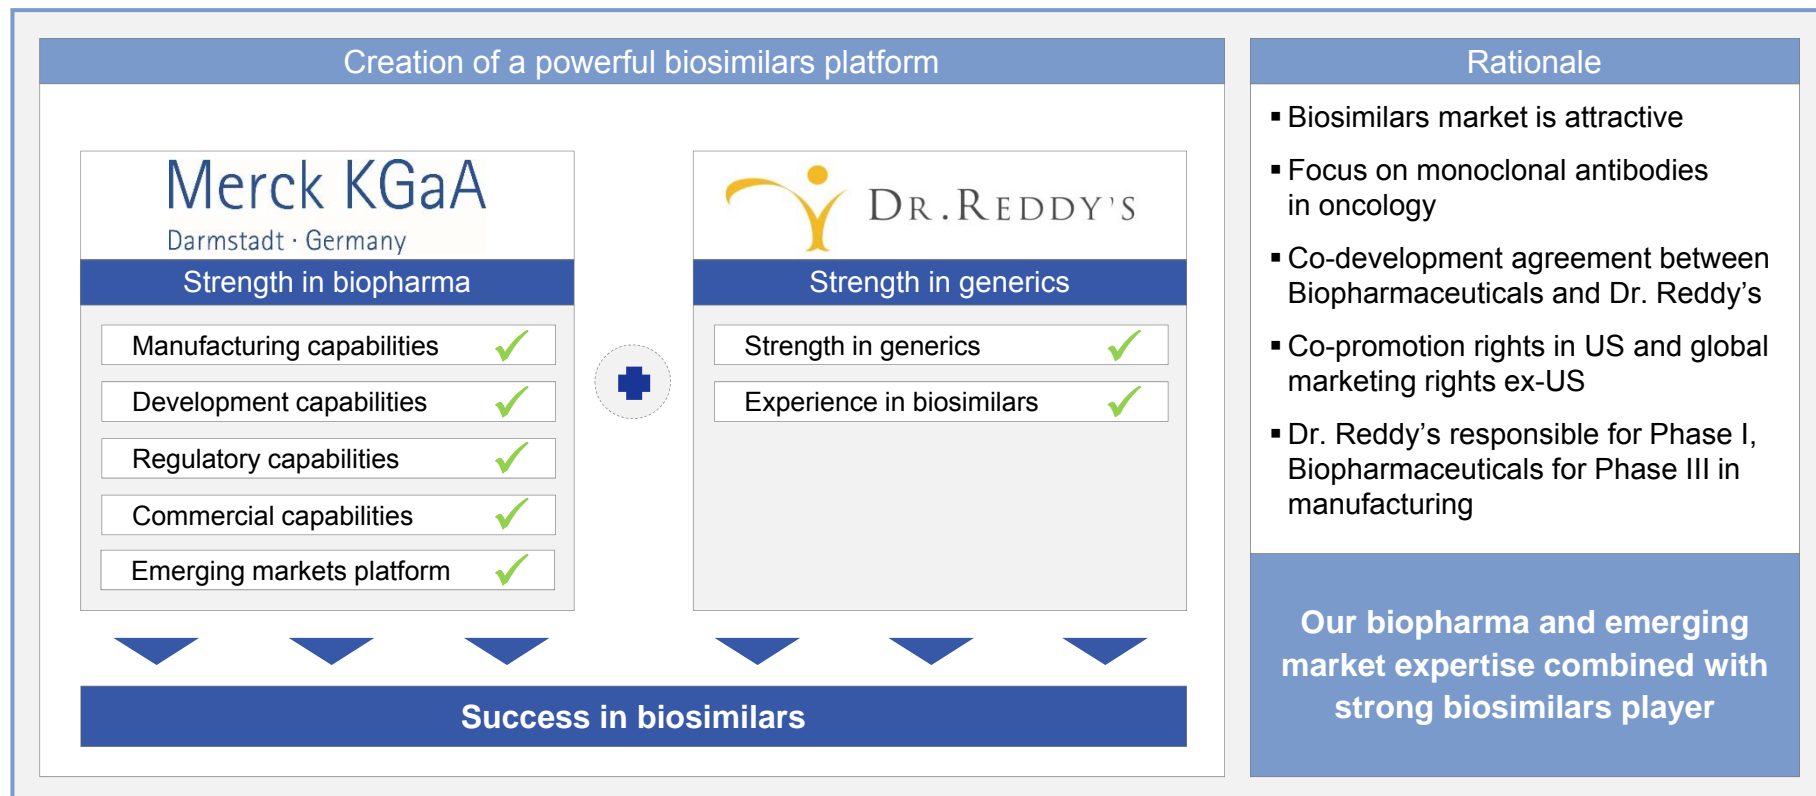 Creation of a powerful biosimilars platform
Merck KGaA
Darmstadt · Germany
Strength in biopharma
Manufacturing capabilities
Development capabilities
Regulatory capabilities
Commercial capabilities
Emerging markets platform
DR.REDDY'S
Strength in generics
Strength in generics
Experience in biosimilars
Success in biosimilars
Rationale
▪ Biosimilars market is attractive
▪ Focus on monoclonal antibodies
in oncology
▪ Co-development agreement between
Biopharmaceuticals and Dr. Reddy’s
▪ Co-promotion rights in US and global
marketing rights ex-US
▪ Dr. Reddy’s responsible for Phase I,
Biopharmaceuticals for Phase III in
manufacturing
Our biopharma and emerging
market expertise combined with
strong biosimilars player